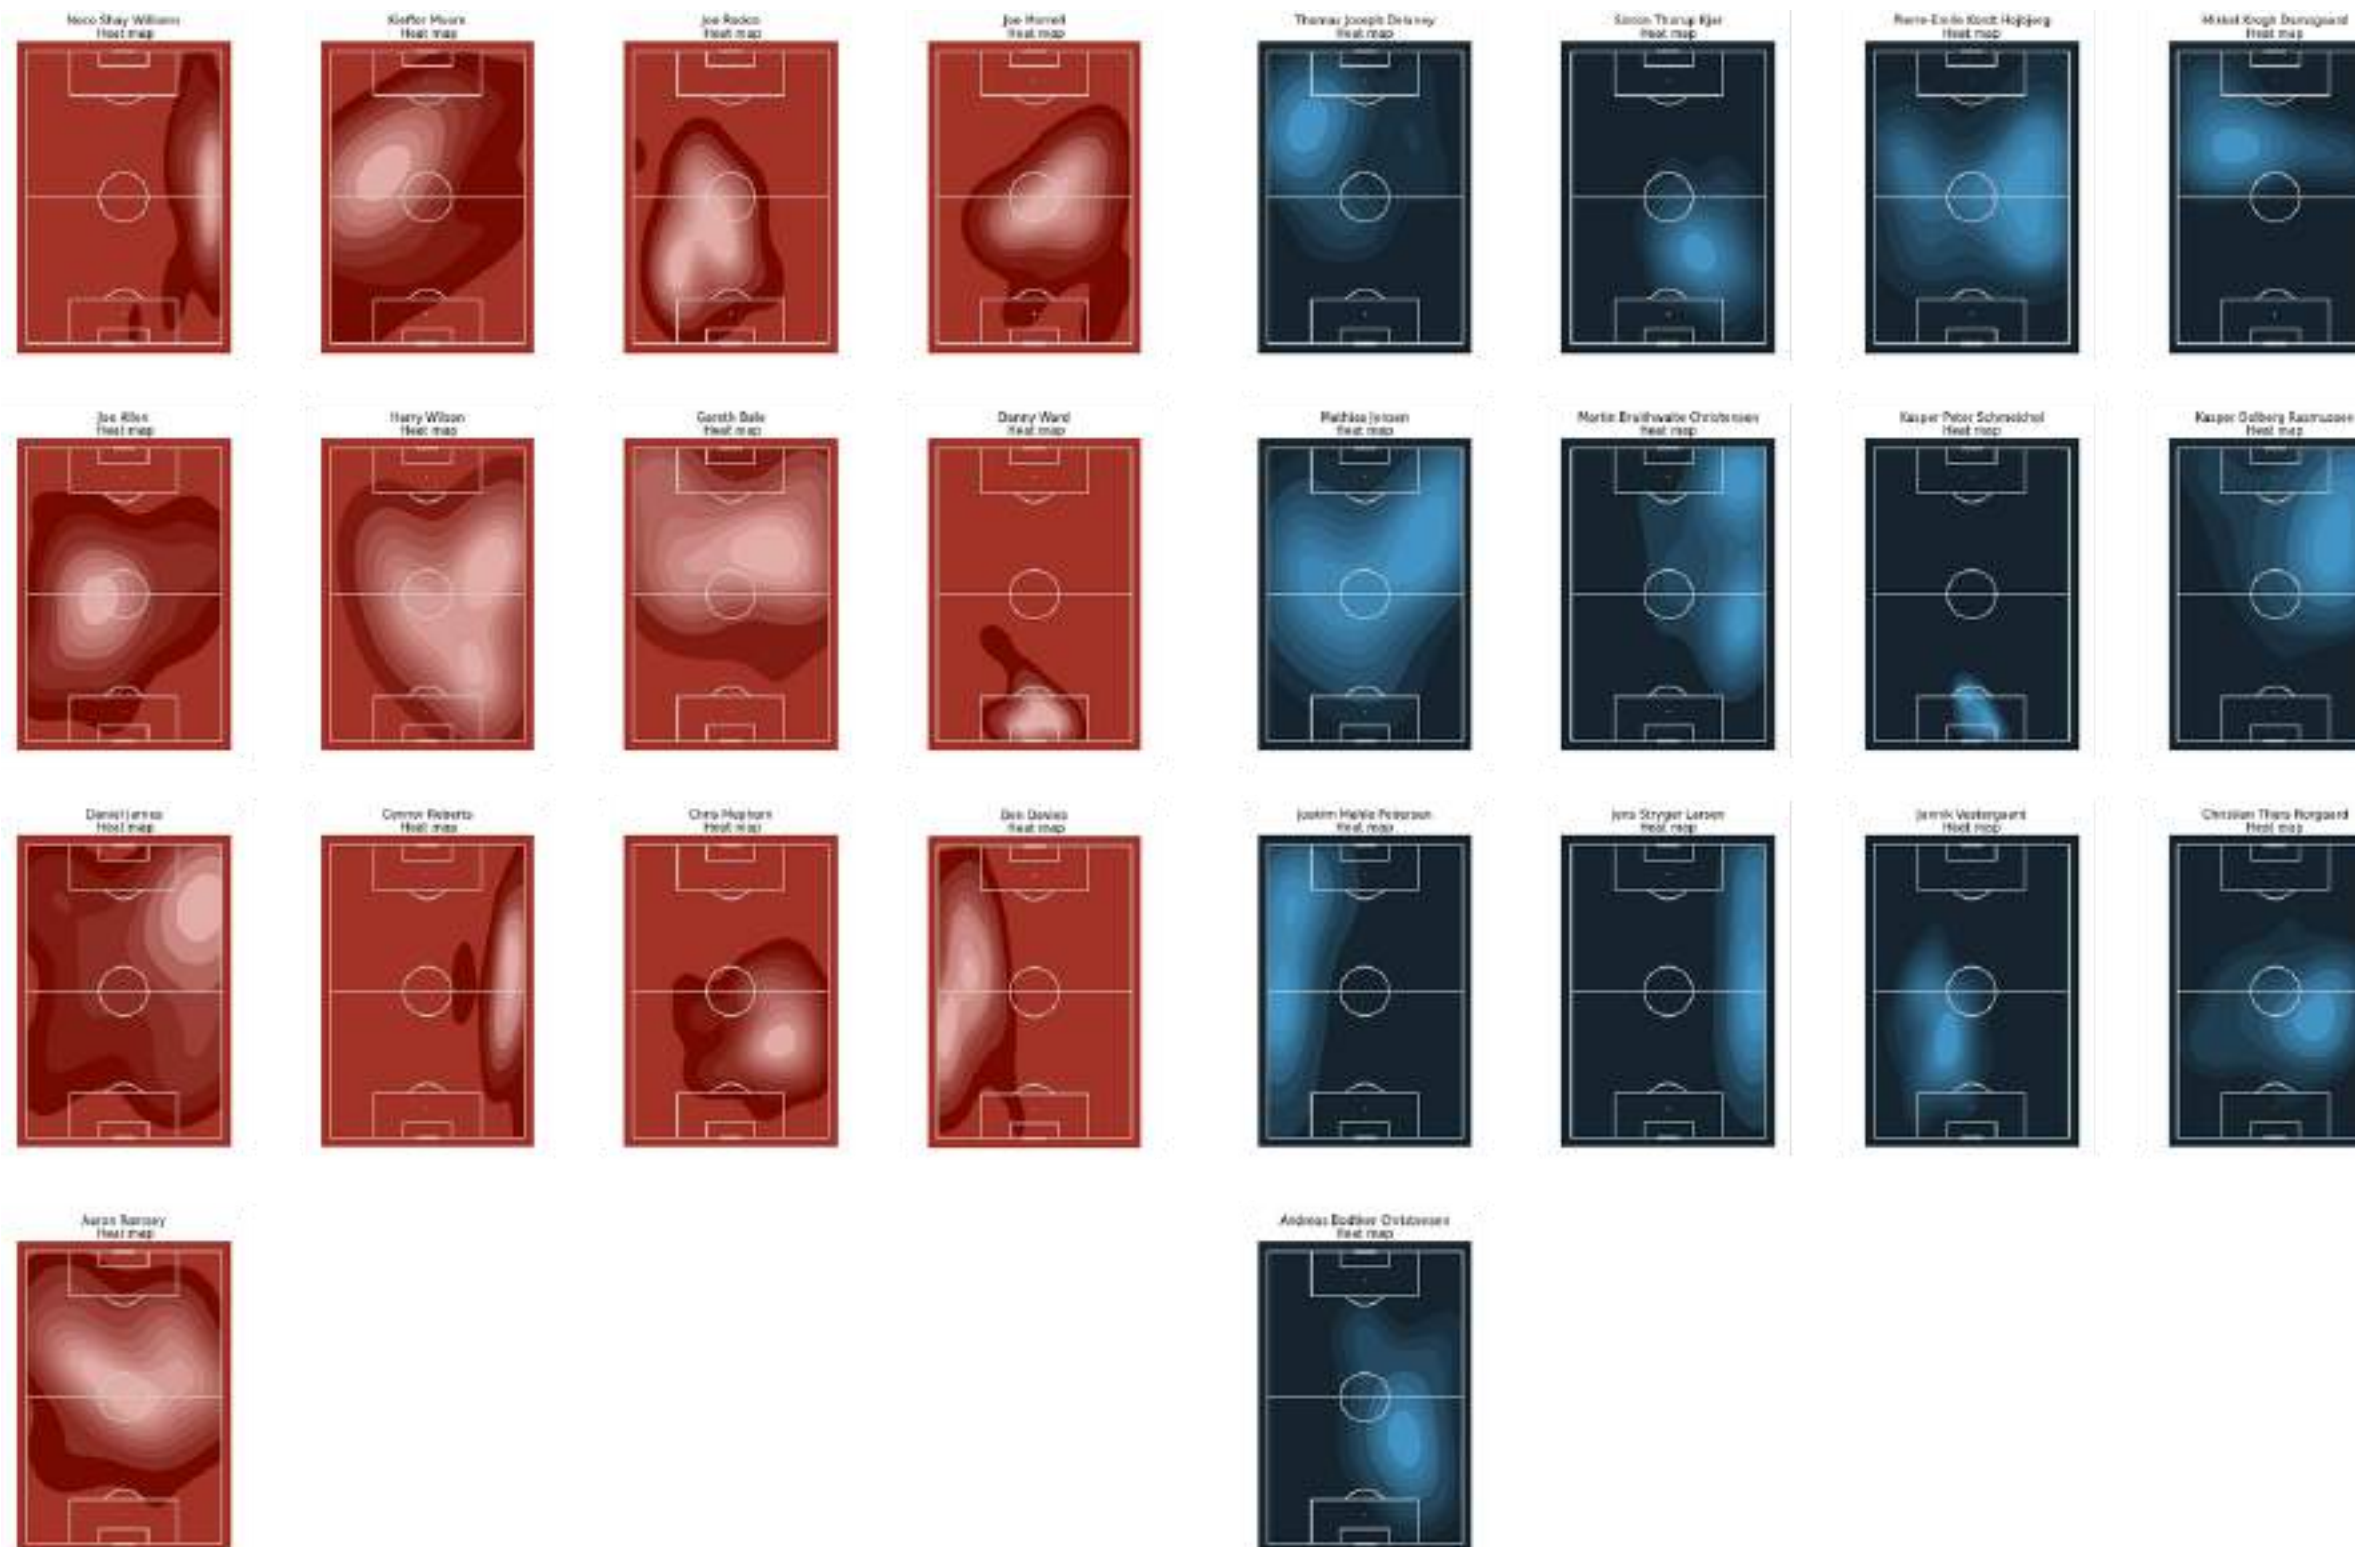 Neco Shay Williams
Heat map
Kieffer Moore
Heat map
Joe Rodon
Heat map
Joe Morrell
Heat map
Thomas Joseph Delaney
Heat map
Simon Thorup Kjær
Heat map
Pierre-Emile Kordt Højbjerg
Heat map
Mikkel Krogh Damsgaard
Heat map
Joe Allen
Heat map
Harry Wilson
Heat map
Gareth Bale
Heat map
Danny Ward
Heat map
Mathias Jensen
Heat map
Martin Braithwaite Christensen
Heat map
Kasper Peter Schmeichel
Heat map
Kasper Dolberg Rasmussen
Heat map
Daniel James
Heat map
Connor Roberts
Heat map
Chris Mepham
Heat map
Ben Davies
Heat map
Joakim Mæhle Pedersen
Heat map
Jens Stryger Larsen
Heat map
Jannik Vestergaard
Heat map
Christian Thers Nørgaard
Heat map
Aaron Ramsey
Heat map
Andreas Bødtker Christensen
Heat map